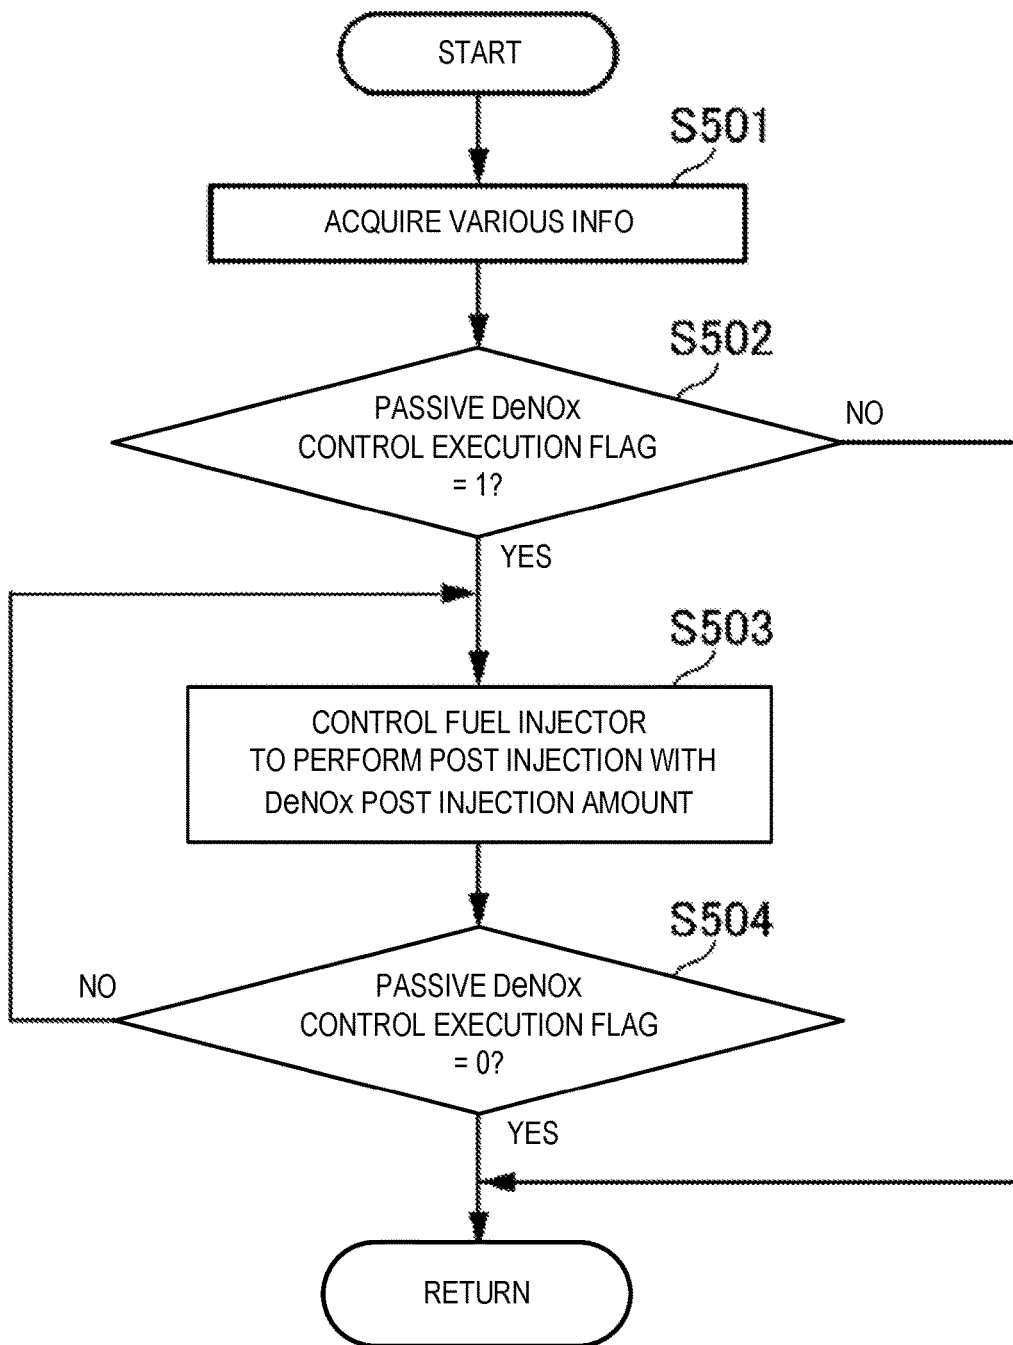 START
S501
ACQUIRE VARIOUS INFO
S502
PASSIVE DeNOx
CONTROL EXECUTION FLAG
= 1?
NO
YES
S503
CONTROL FUEL INJECTOR
TO PERFORM POST INJECTION WITH
DeNOx POST INJECTION AMOUNT
S504
PASSIVE DeNOx
CONTROL EXECUTION FLAG
= 0?
NO
YES
RETURN